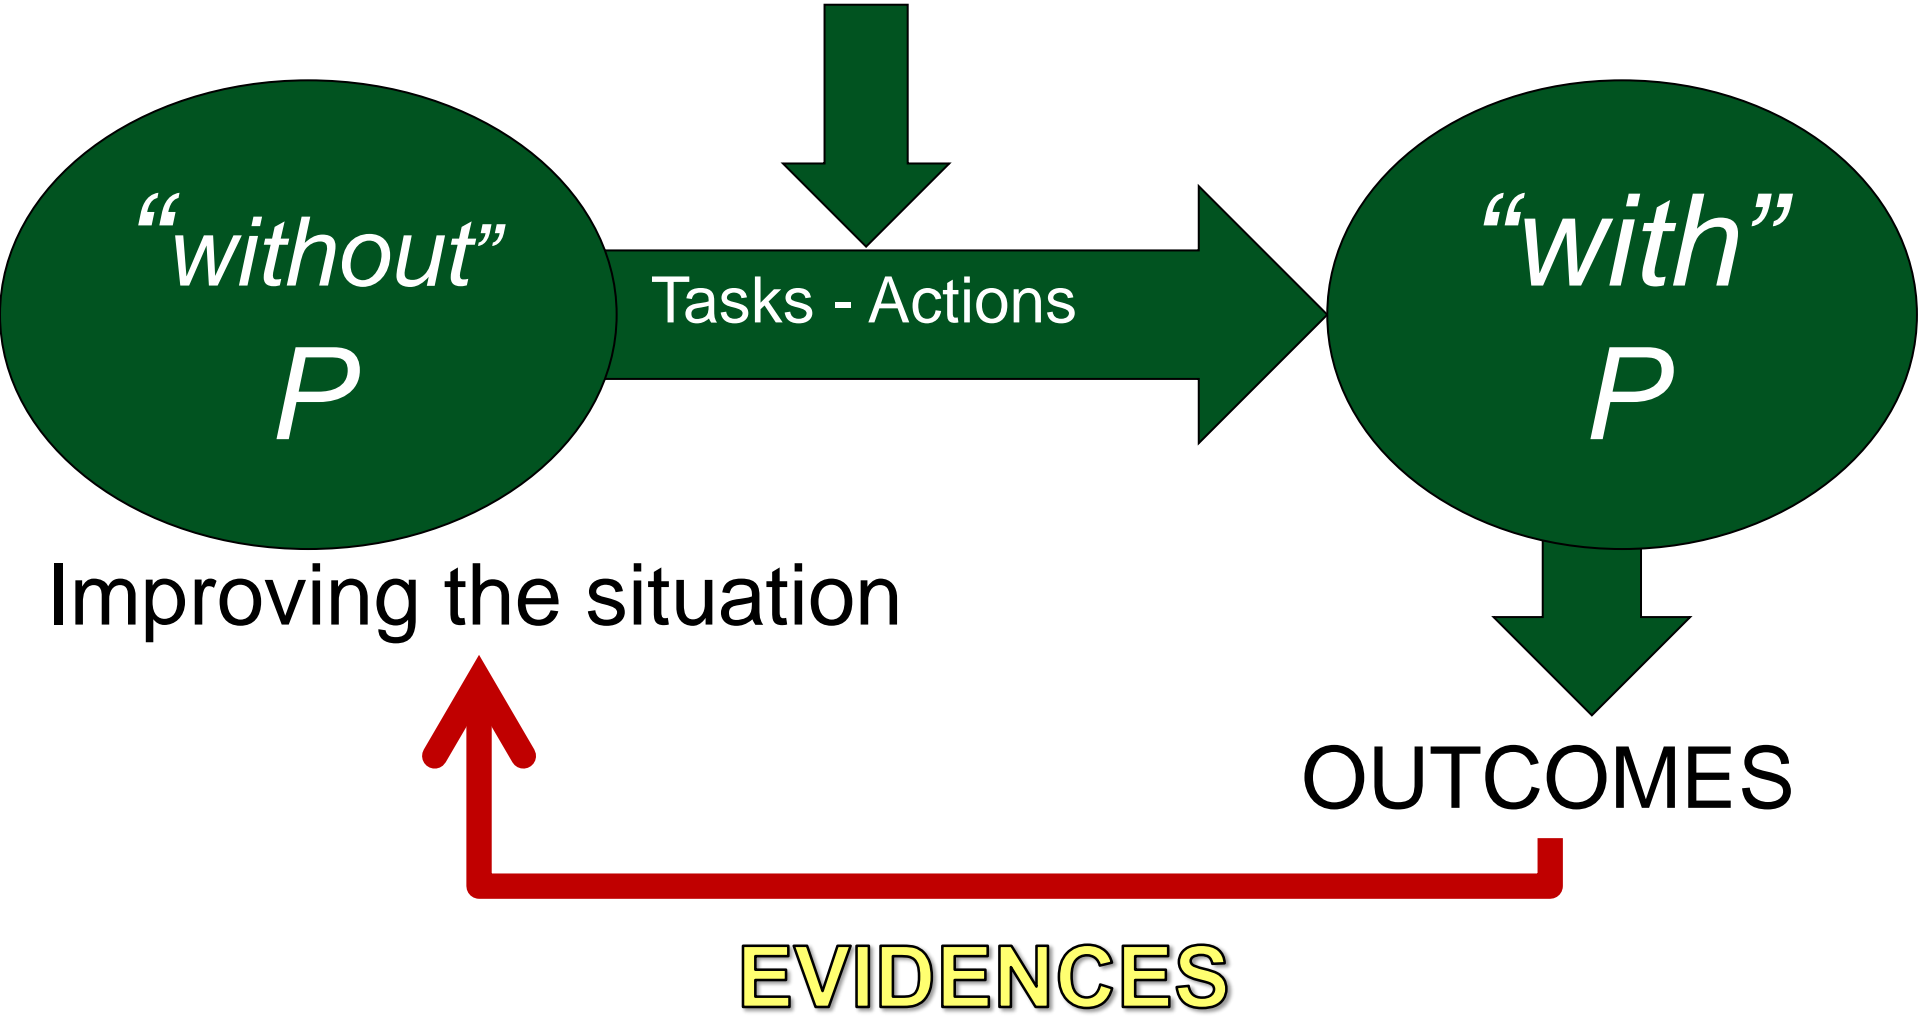 “without”
P
Tasks - Actions
“with”
P
Improving the situation
OUTCOMES
EVIDENCES